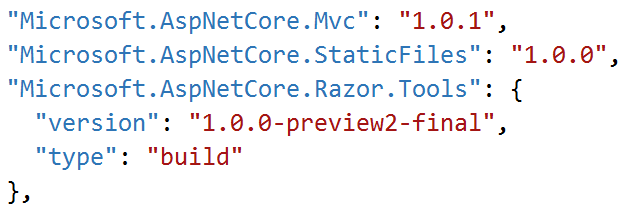 "Microsoft.AspNetCore.Mvc": "1.0.1",
"Microsoft.AspNetCore.StaticFiles": "1.0.0",
"Microsoft.AspNetCore.Razor.Tools": {
  "version": "1.0.0-preview2-final",
  "type": "build"
},